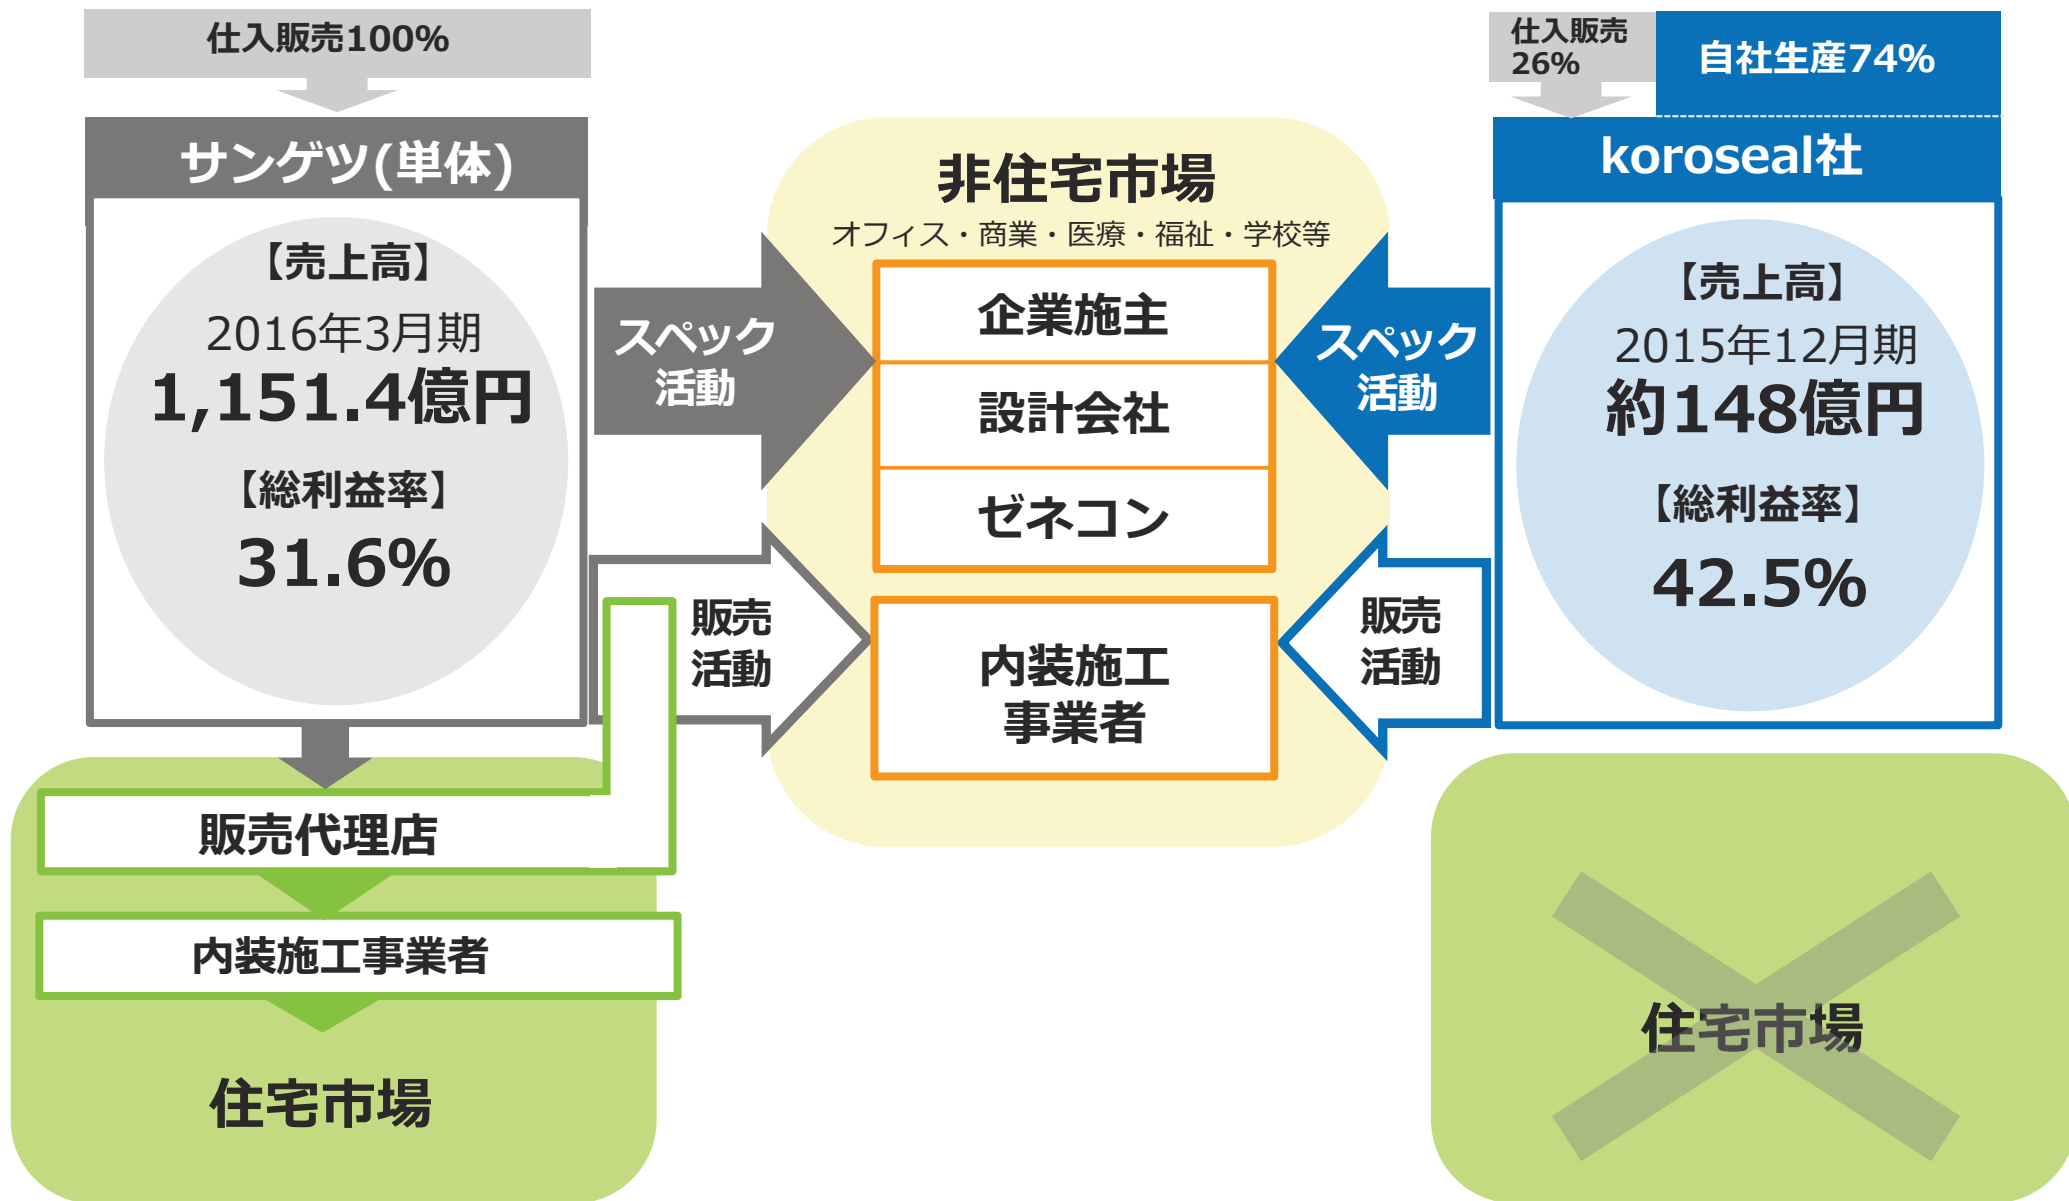 仕入販売100%
サンゲツ(単体)
【売上高】
2016年3月期
1,151.4億円
【総利益率】
31.6%
スペック
活動
販売
活動
販売代理店
内装施工事業者
住宅市場
非住宅市場
オフィス・商業・医療・福祉・学校等
企業施主
設計会社
ゼネコン
内装施工
事業者
仕入販売
26%
自社生産74%
koroseal社
【売上高】
2015年12月期
約148億円
【総利益率】
42.5%
スペック
活動
販売
活動
住宅市場